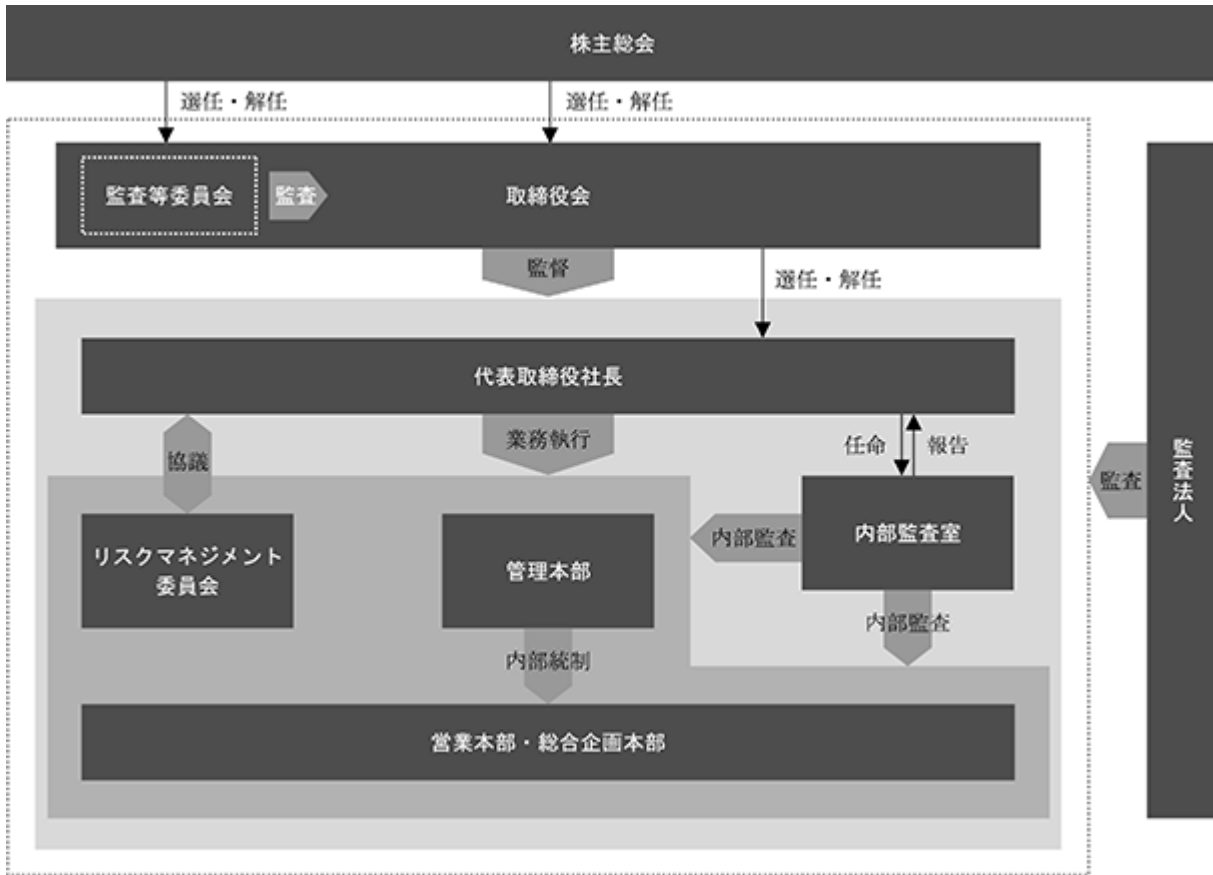 株主総会
選任・解任
選任・解任
監査等委員会
監査
取締役会
監督
選任・解任
代表取締役社長
協議
業務執行
任命
報告
監査法人
監査
リスクマネジメント
委員会
管理本部
内部監査
内部監査室
内部監査
内部統制
営業本部・総合企画本部